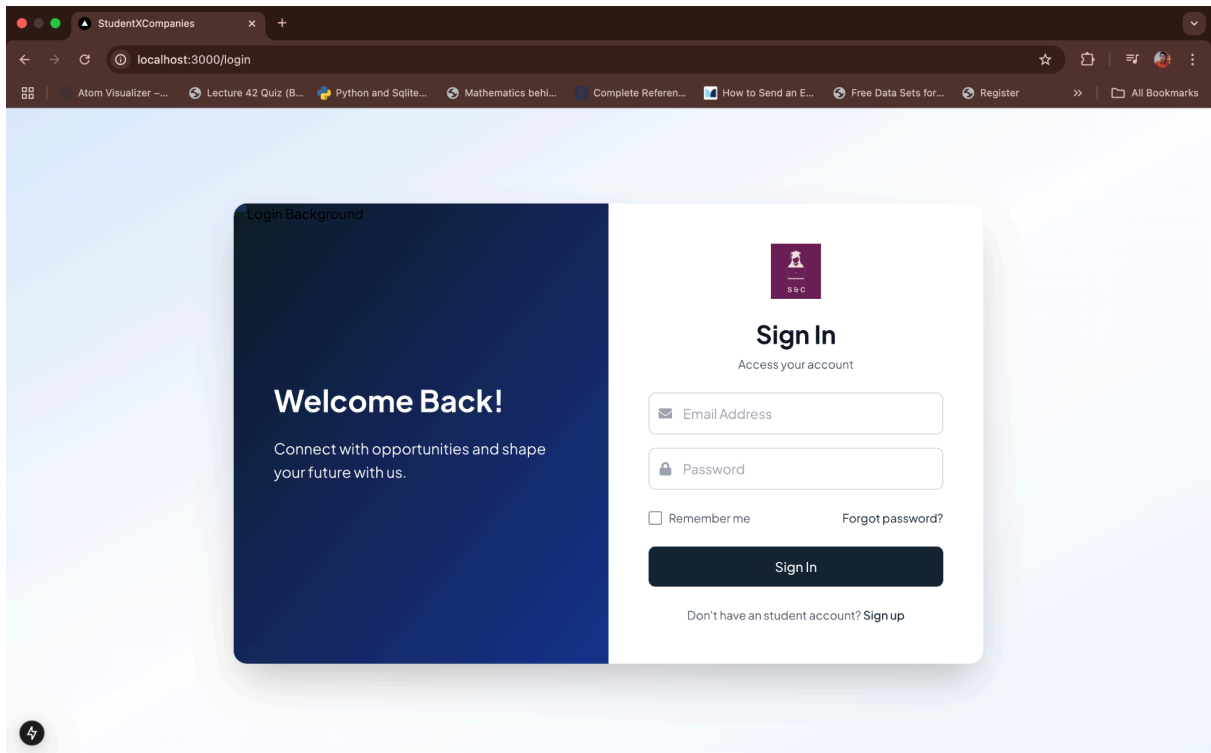 StudentXCompanies
localhost:3000/login
Atom Visualizer –... Lecture 42 Quiz (B... Python and Sqlite... Mathematics behi... Complete Referen... How to Send an E... Free Data Sets for... Register » All Bookmarks
Login Background
Welcome Back!
Connect with opportunities and shape
your future with us.
S & C
Sign In
Access your account
Email Address
Password
Remember me Forgot password?
Sign In
Don't have an student account? Sign up